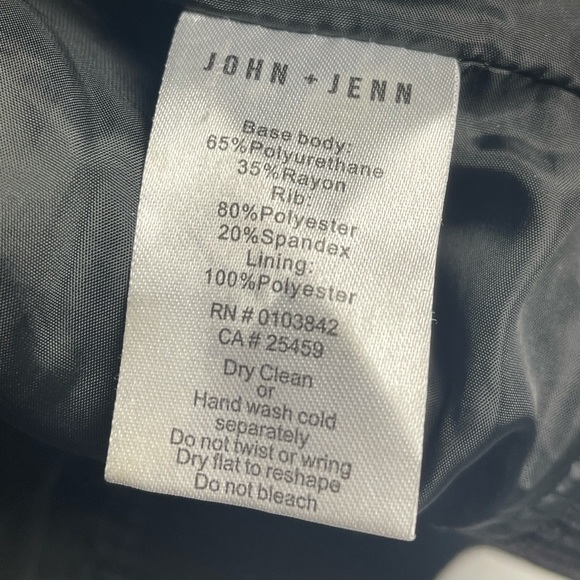 JOHN + JENN
Base body:
65%Polyurethane
35%Rayon
Rib:
80%Polyester
20%Spandex
Lining:
100%Polyester
RN # 0103842
CA # 25459
Dry Clean
or
Hand wash cold
separately
Do not twist or wring
Dry flat to reshape
Do not bleach